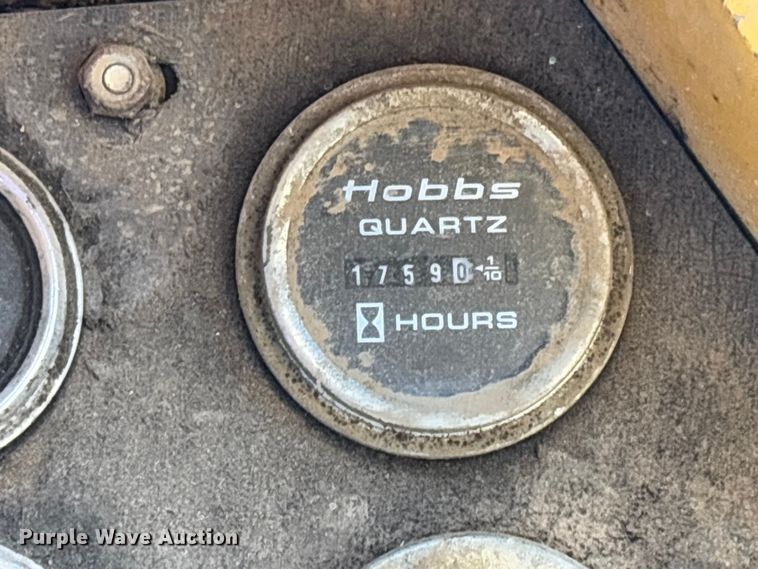 Hobbs
QUARTZ
17590 1/10
HOURS
Purple Wave Auction